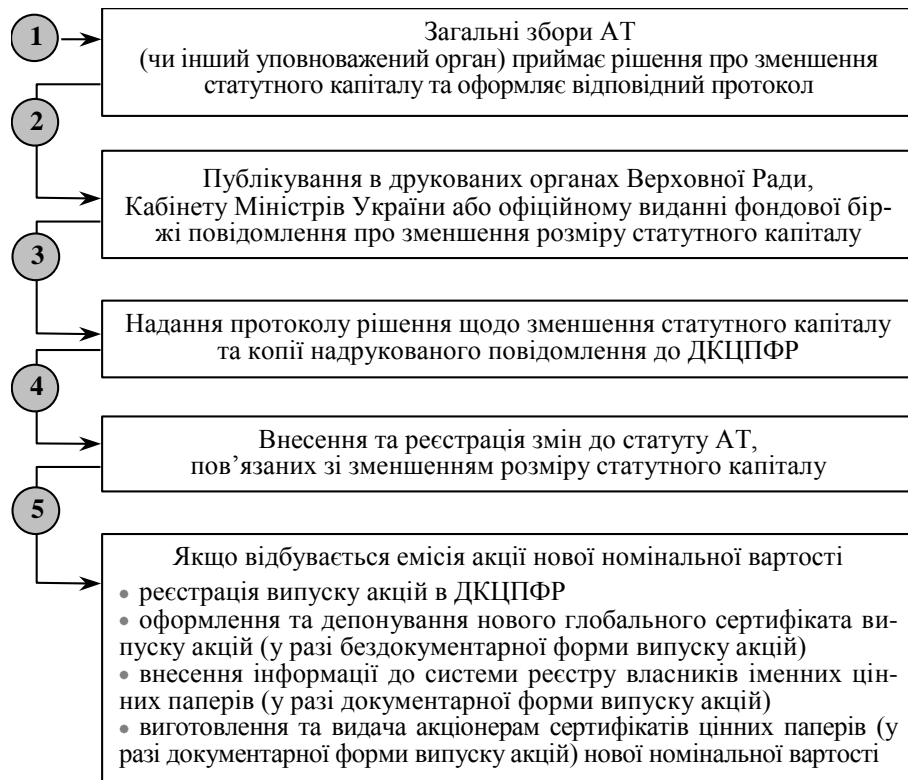 1
Загальні збори АТ
(чи інший уповноважений орган) приймає рішення про зменшення
статутного капіталу та оформляє відповідний протокол
2
Публікування в друкованих органах Верховної Ради,
Кабінету Міністрів України або офіційному виданні фондової бір-
жі повідомлення про зменшення розміру статутного капіталу
3
Надання протоколу рішення щодо зменшення статутного капіталу
та копії надрукованого повідомлення до ДКЦПФР
4
Внесення та реєстрація змін до статуту АТ,
пов’язаних зі зменшенням розміру статутного капіталу
5
Якщо відбувається емісія акції нової номінальної вартості
• реєстрація випуску акцій в ДКЦПФР
• оформлення та депонування нового глобального сертифіката ви-
пуску акцій (у разі бездокументарної форми випуску акцій)
• внесення інформації до системи реєстру власників іменних цін-
них паперів (у разі документарної форми випуску акцій)
• виготовлення та видача акціонерам сертифікатів цінних паперів (у
разі документарної форми випуску акцій) нової номінальної вартості